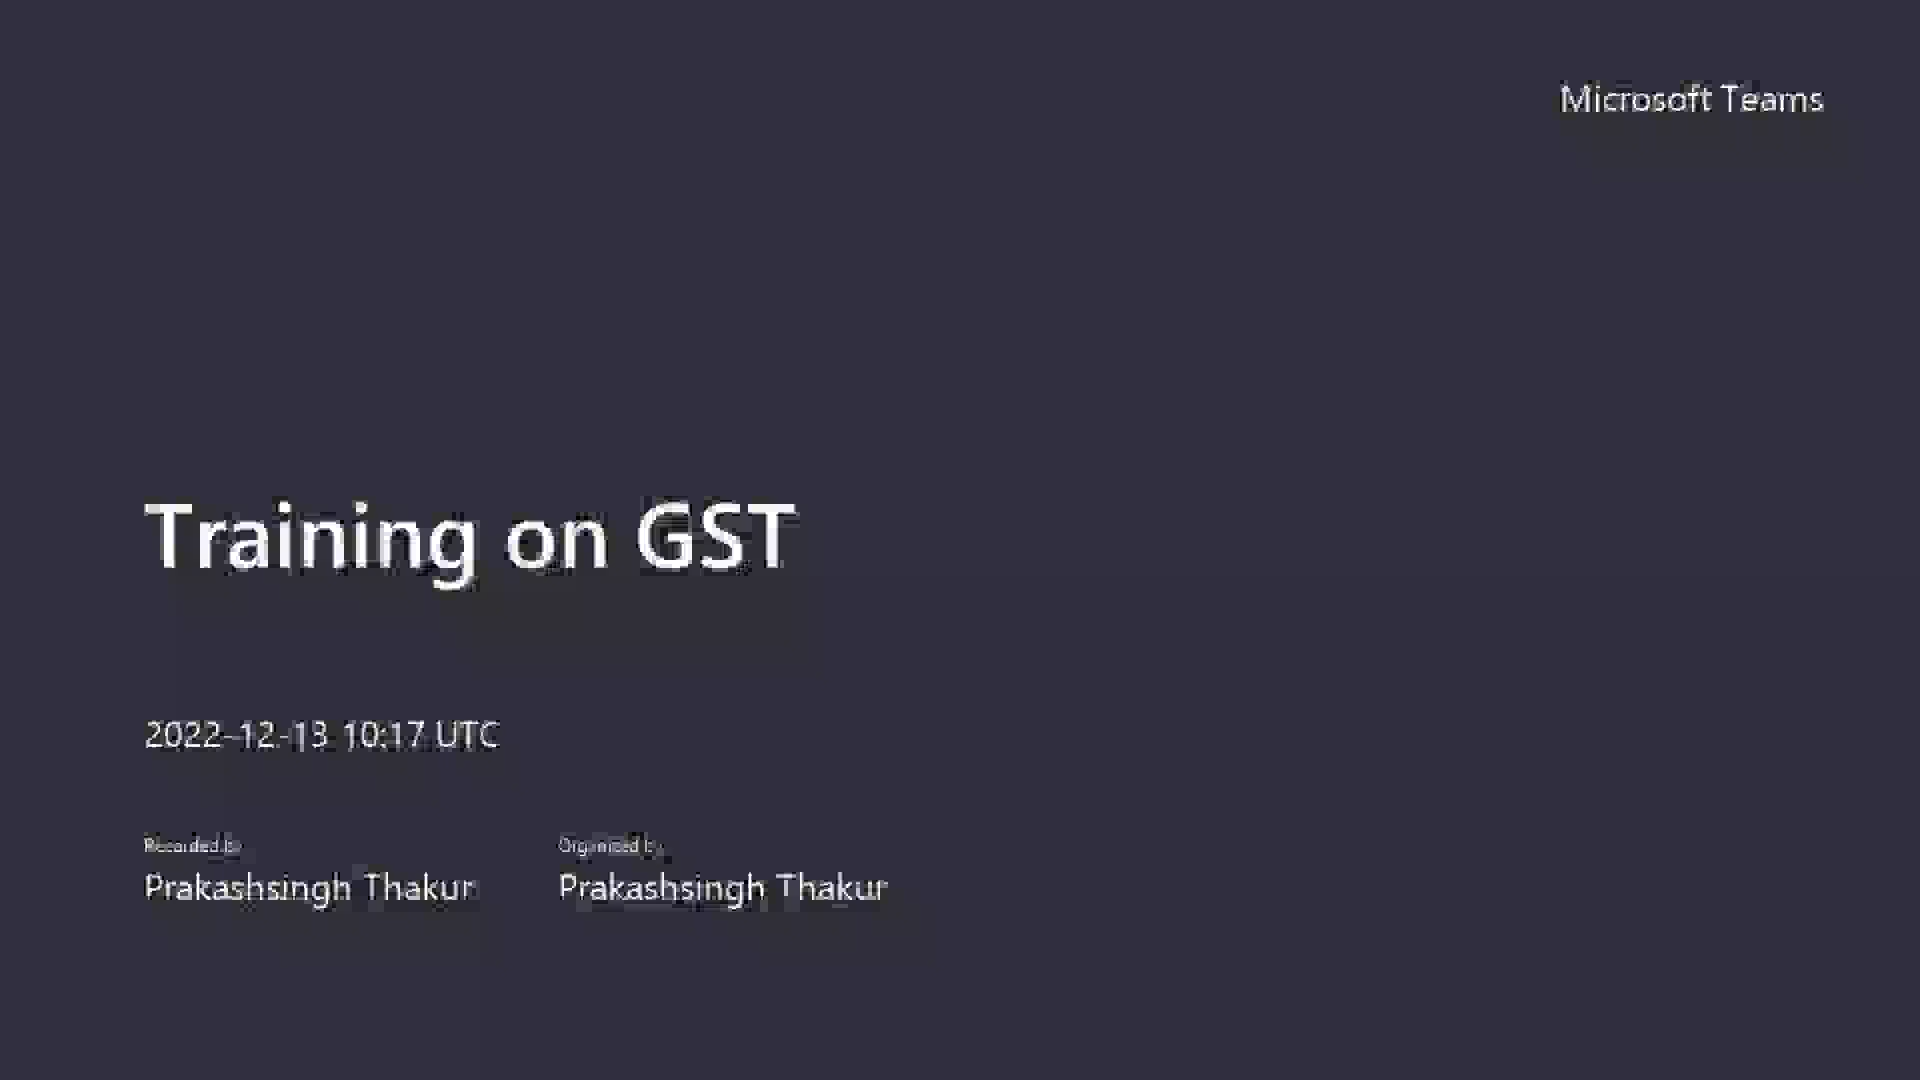 Microsoft Teams
Training on GST
2022-12-13 10:17 UTC
Recorded by
Organized by
Prakashsingh Thakur
Prakashsingh Thakur